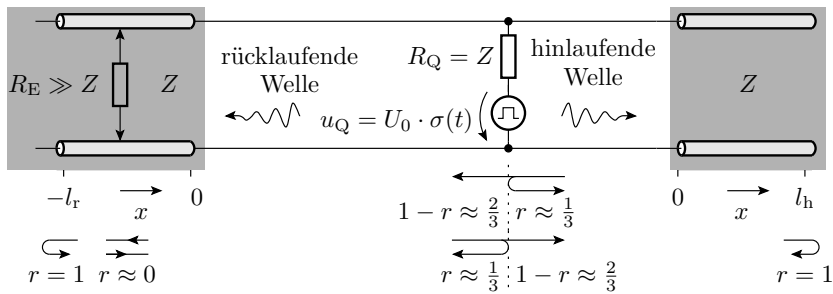 rücklaufende
Welle
R_Q = Z
hinlaufende
Welle
R_E ≫ Z
Z
Z
u_Q = U_0 · σ(t)
−l_r
x
0
1 − r ≈ 2/3
r ≈ 1/3
0
x
l_h
r = 1
r ≈ 0
r ≈ 1/3
1 − r ≈ 2/3
r = 1